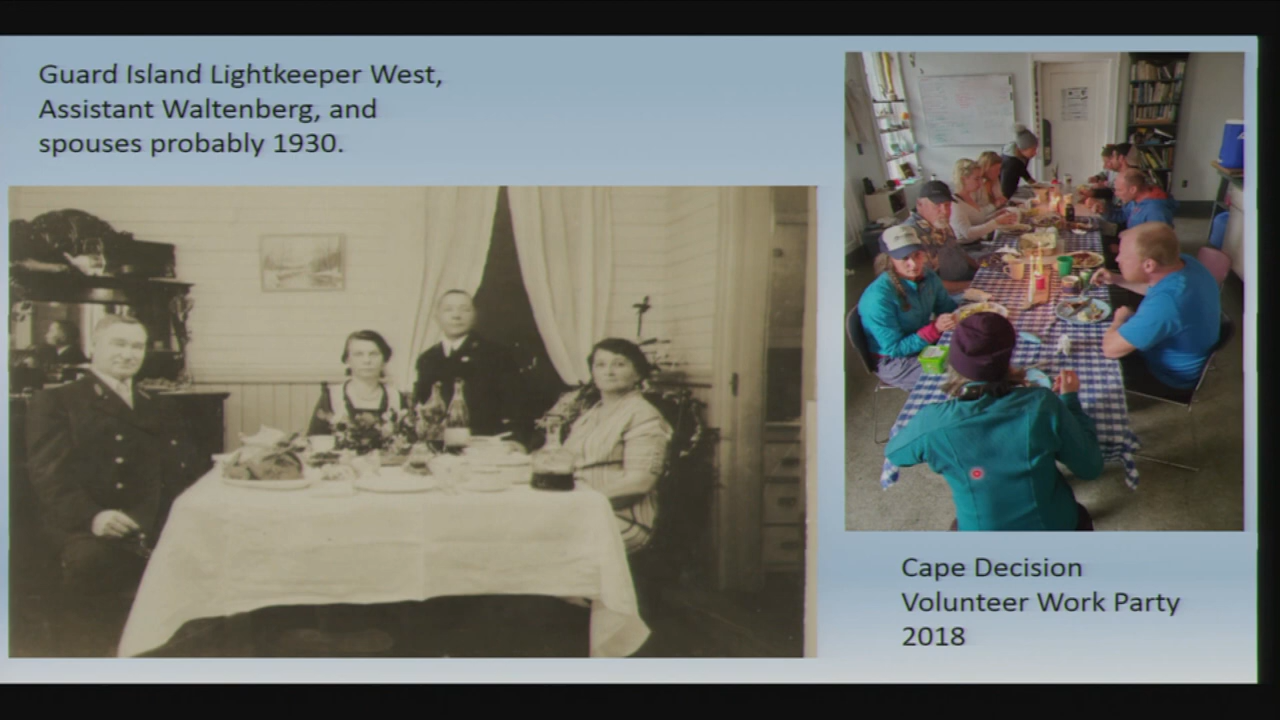 Guard Island Lightkeeper West,
Assistant Waltenberg, and
spouses probably 1930.
Cape Decision
Volunteer Work Party
2018